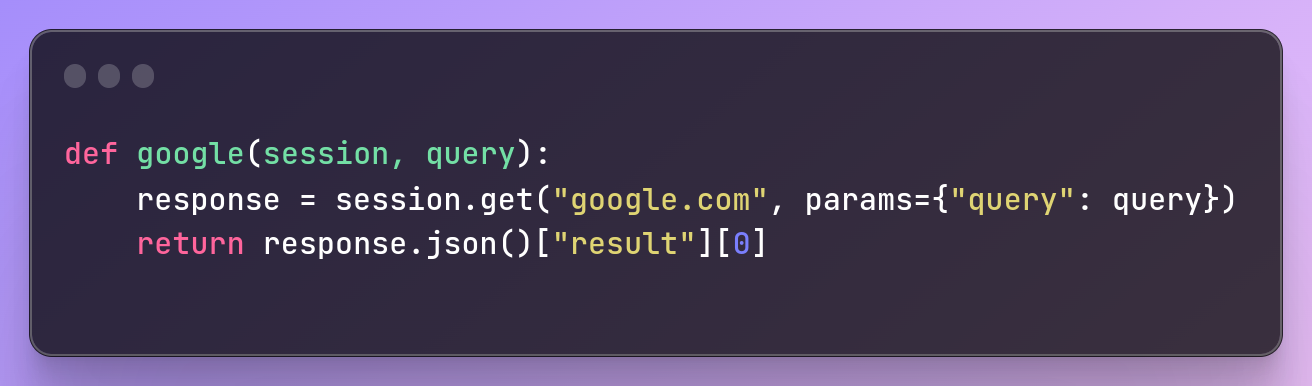 def google(session, query):
    response = session.get("google.com", params={"query": query})
    return response.json()["result"][0]